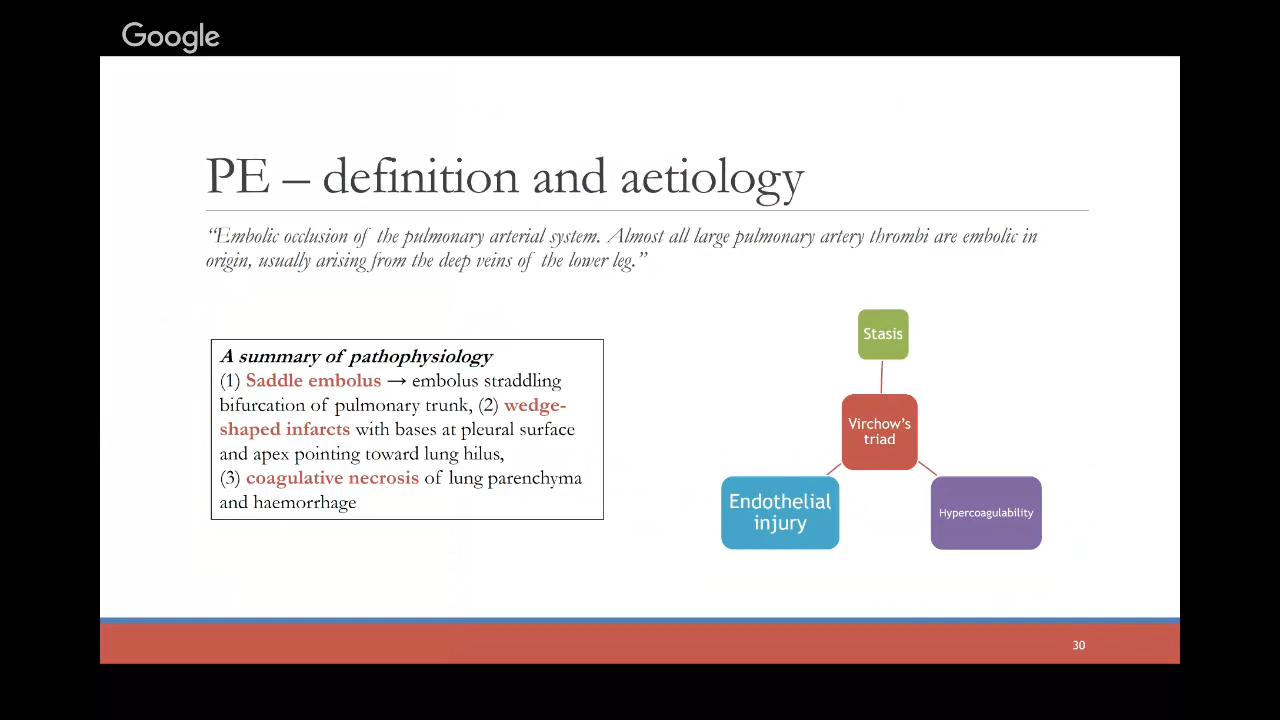 Google
PE – definition and aetiology
“Embolic occlusion of the pulmonary arterial system. Almost all large pulmonary artery thrombi are embolic in
origin, usually arising from the deep veins of the lower leg.”
A summary of pathophysiology
(1) Saddle embolus → embolus straddling
bifurcation of pulmonary trunk, (2) wedge-
shaped infarcts with bases at pleural surface
and apex pointing toward lung hilus,
(3) coagulative necrosis of lung parenchyma
and haemorrhage
Stasis
Virchow’s
triad
Endothelial
injury
Hypercoagulability
30